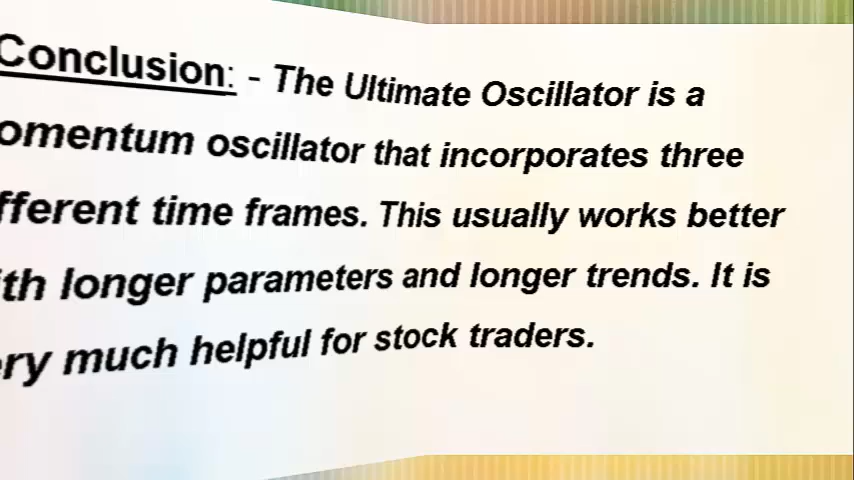 Conclusion: - The Ultimate Oscillator is a
omentum oscillator that incorporates three
fferent time frames. This usually works better
ith longer parameters and longer trends. It is
ery much helpful for stock traders.